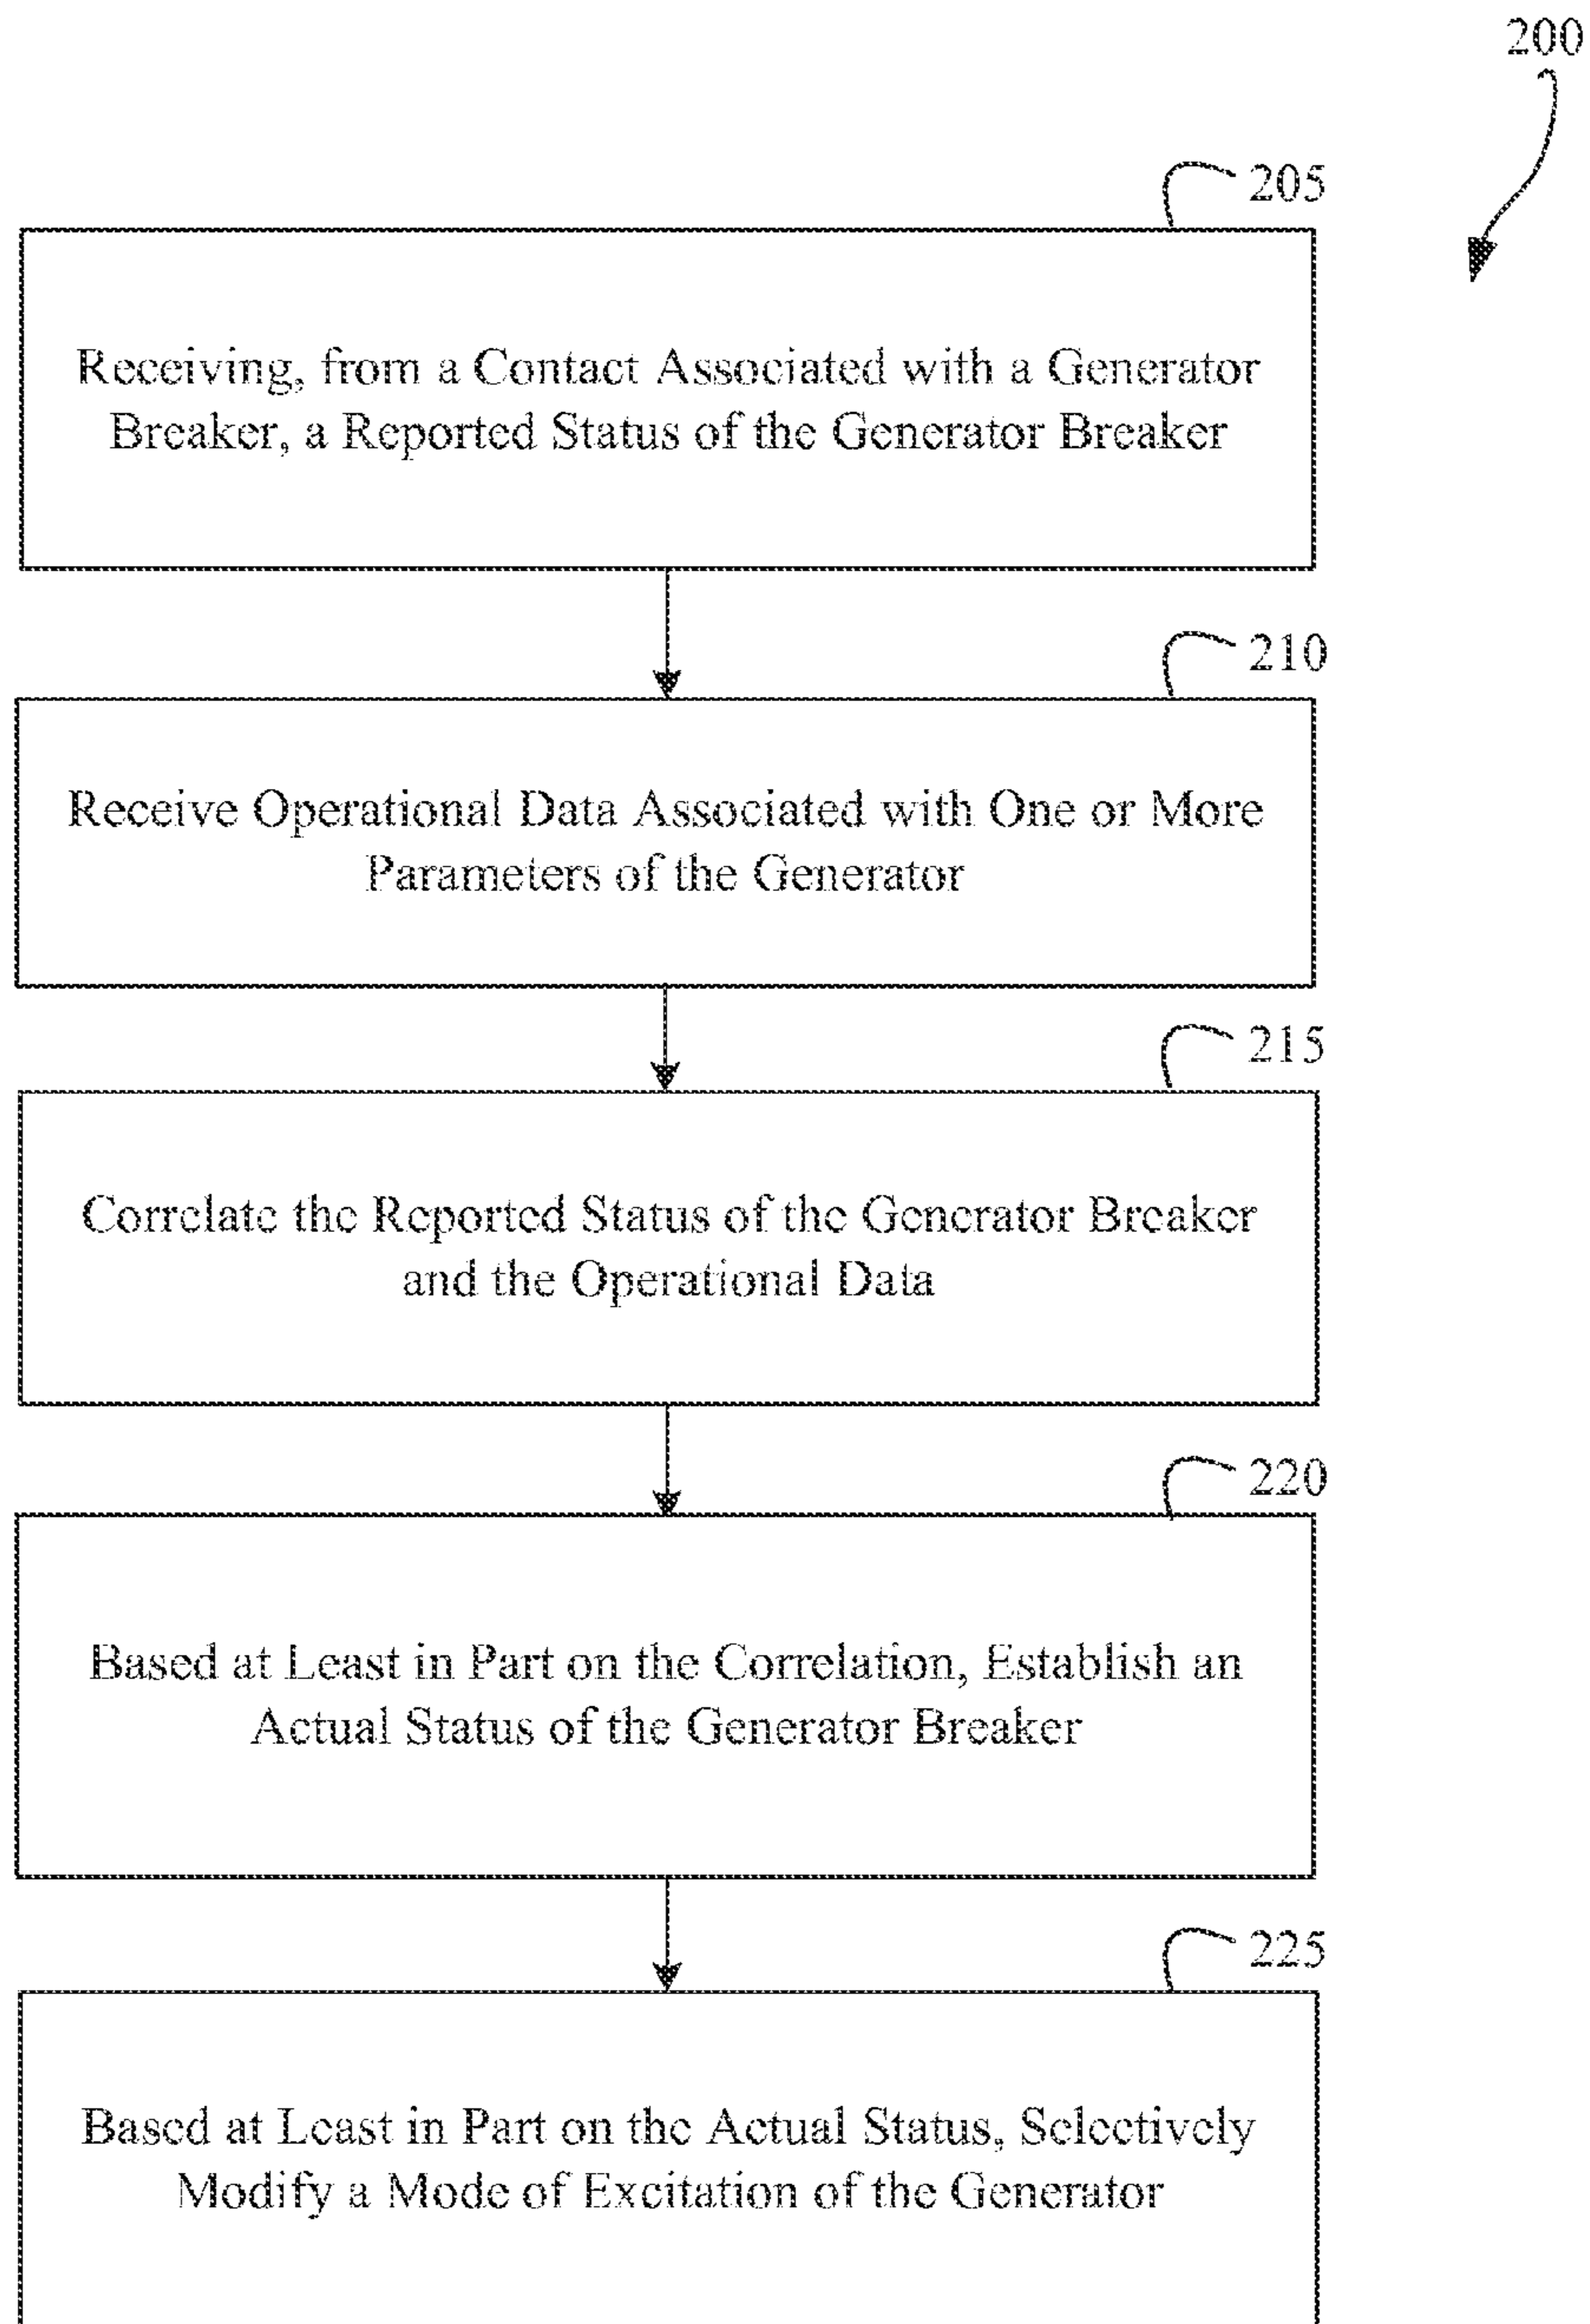 200
205
Receiving, from a Contact Associated with a Generator
Breaker, a Reported Status of the Generator Breaker
210
Receive Operational Data Associated with One or More
Parameters of the Generator
215
Correlate the Reported Status of the Generator Breaker
and the Operational Data
220
Based at Least in Part on the Correlation, Establish an
Actual Status of the Generator Breaker
225
Based at Least in Part on the Actual Status, Selectively
Modify a Mode of Excitation of the Generator